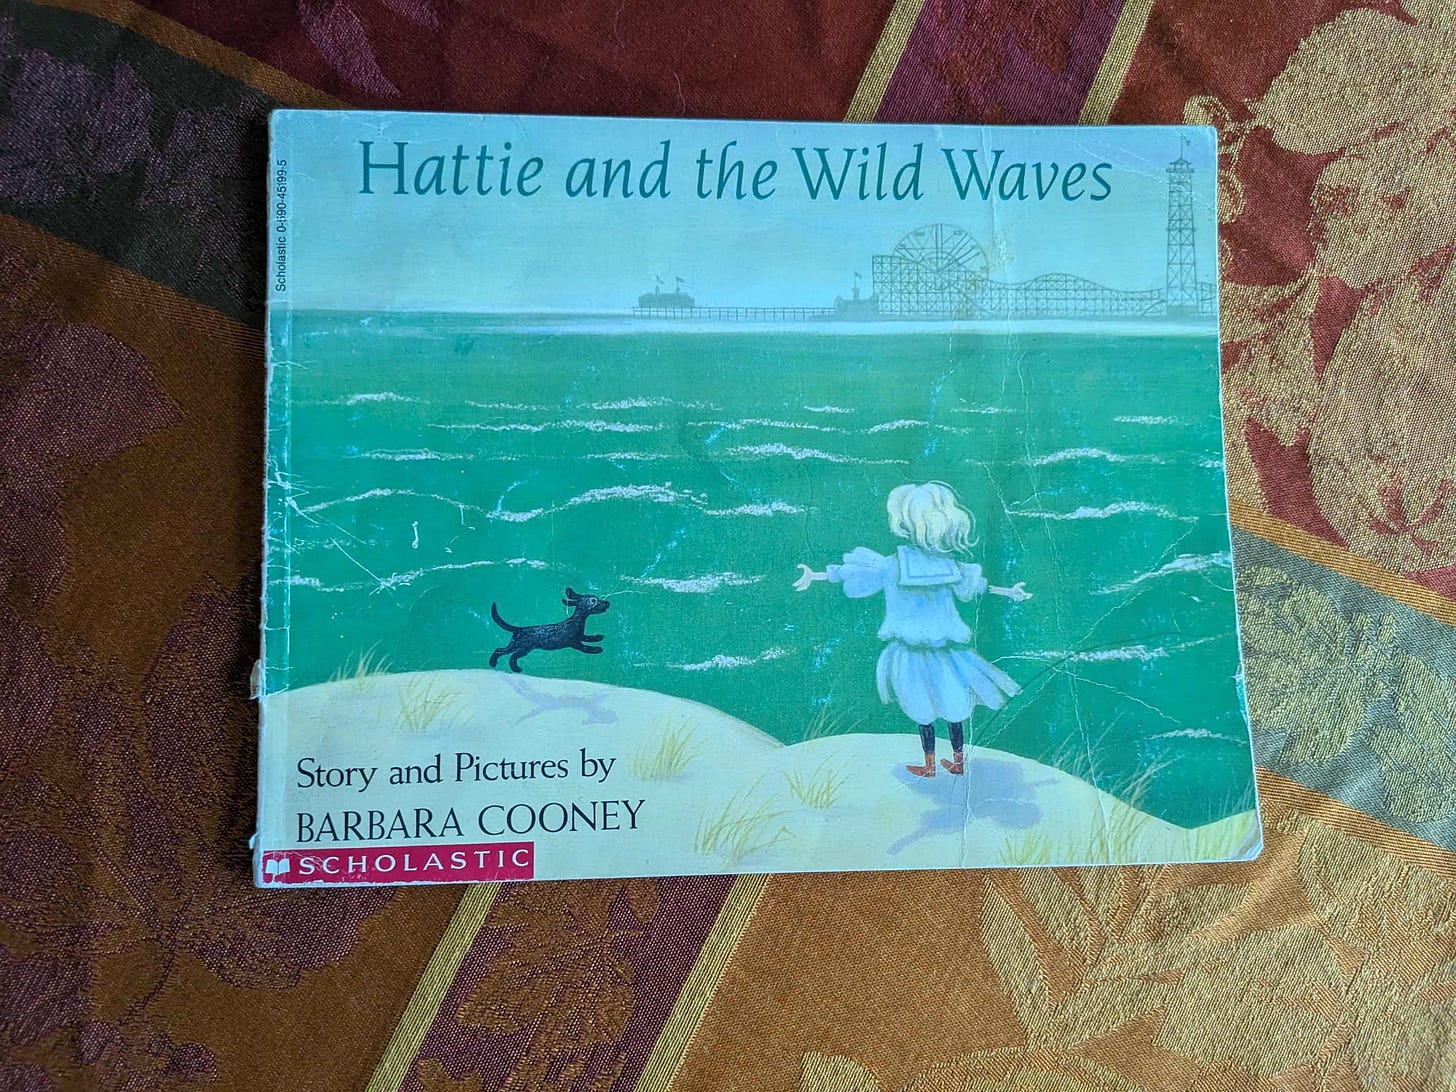 Hattie and the Wild Waves
Scholastic 0-590-45199-5
Story and Pictures by
BARBARA COONEY
SCHOLASTIC